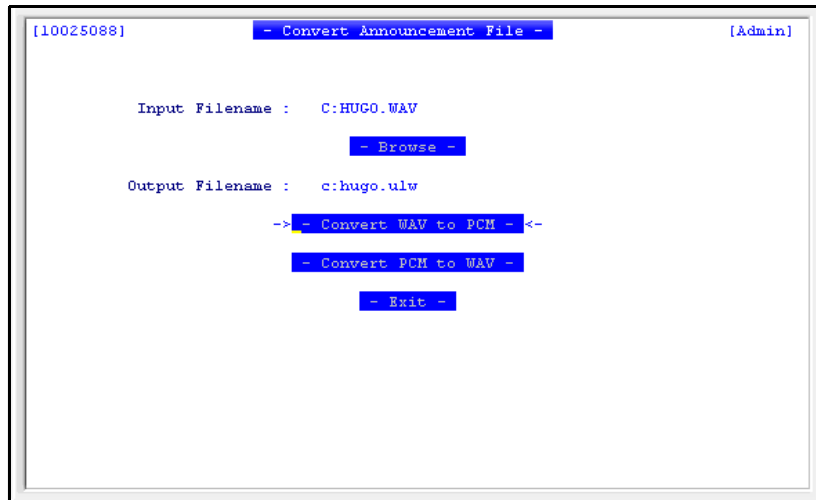 [10025088] - Convert Announcement File - [Admin]
Input Filename : C:HUGO.WAV
- Browse -
Output Filename : c:hugo.ulw
->_- Convert WAV to PCM - <-
- Convert PCM to WAV -
- Exit -